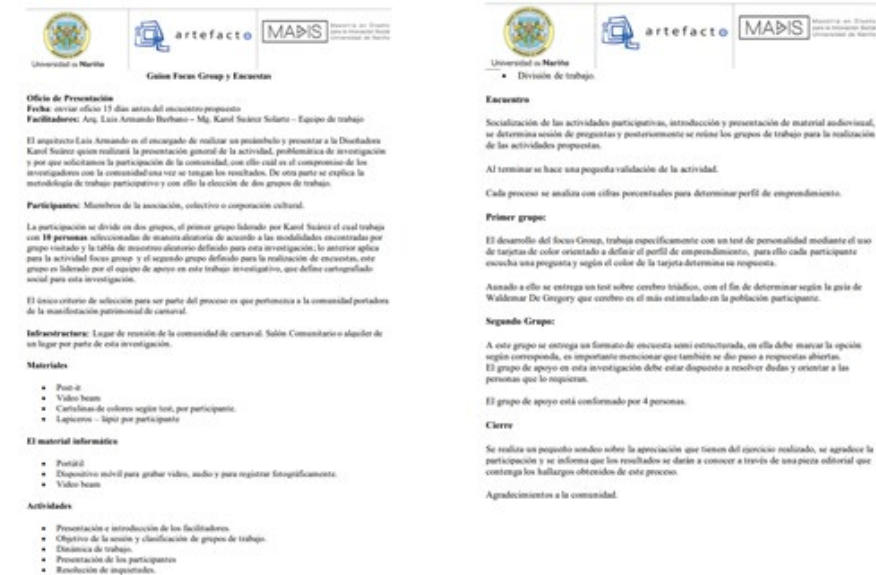 Universidad de Nariño
artefacto
MADIS
Maestría en Diseño
para la Innovación Social
Universidad de Nariño
Guion Focus Group y Encuestas
Oficio de Presentación
Fecha: enviar oficio 15 días antes del encuentro propuesto
Facilitadores: Arq. Luis Armando Burbano – Mg. Karol Suárez Solarte – Equipo de trabajo
El arquitecto Luis Armando es el encargado de realizar un preámbulo y presentar a la Diseñadora
Karol Suárez quien realizará la presentación general de la actividad, problemática de investigación
y por que solicitamos la participación de la comunidad, con ello cuál es el compromiso de los
investigadores con la comunidad una vez se tengan los resultados. De otra parte se explica la
metodología de trabajo participativo y con ello la elección de dos grupos de trabajo.
Participantes: Miembros de la asociación, colectivo o corporación cultural.
La participación se divide en dos grupos, el primer grupo liderado por Karol Suárez el cual trabaja
con 10 personas seleccionadas de manera aleatoria de acuerdo a las modalidades encontradas por
grupo visitado y la tabla de muestreo aleatorio definido para esta investigación; lo anterior aplica
para la actividad focus group y el segundo grupo definido para la realización de encuestas, este
grupo es liderado por el equipo de apoyo en este trabajo investigativo, que define cartografiado
social para esta investigación.
El único criterio de selección para ser parte del proceso es que pertenezca a la comunidad portadora
de la manifestación patrimonial de carnaval.
Infraestructura: Lugar de reunión de la comunidad de carnaval. Salón Comunitario o alquiler de
un lugar por parte de esta investigación.
Materiales
• Post-it
• Video beam
• Cartulinas de colores según test, por participante.
• Lapiceros – lápiz por participante
El material informático
• Portátil
• Dispositivo móvil para grabar video, audio y para registrar fotográficamente.
• Video beam
Actividades
• Presentación e introducción de los facilitadores.
• Objetivo de la sesión y clasificación de grupos de trabajo.
• Dinámica de trabajo.
• Presentación de los participantes
• Resolución de inquietudes.
Universidad de Nariño
artefacto
MADIS
Maestría en Diseño
para la Innovación Social
Universidad de Nariño
• División de trabajo.
Encuentro
Socialización de las actividades participativas, introducción y presentación de material audiovisual,
se determina sesión de preguntas y posteriormente se reúne los grupos de trabajo para la realización
de las actividades propuestas.
Al terminar se hace una pequeña validación de la actividad.
Cada proceso se analiza con cifras porcentuales para determinar perfil de emprendimiento.
Primer grupo:
El desarrollo del focus Group, trabaja específicamente con un test de personalidad mediante el uso
de tarjetas de color orientado a definir el perfil de emprendimiento, para ello cada participante
escucha una pregunta y según el color de la tarjeta determina su respuesta.
Aunado a ello se entrega un test sobre cerebro triádico, con el fin de determinar según la guía de
Waldemar De Gregory que cerebro es el más estimulado en la población participante.
Segundo Grupo:
A este grupo se entrega un formato de encuesta semi estructurada, en ella debe marcar la opción
según corresponda, es importante mencionar que también se dio paso a respuestas abiertas.
El grupo de apoyo en esta investigación debe estar dispuesto a resolver dudas y orientar a las
personas que lo requieran.
El grupo de apoyo está conformado por 4 personas.
Cierre
Se realiza un pequeño sondeo sobre la apreciación que tienen del ejercicio realizado, se agradece la
participación y se informa que los resultados se darán a conocer a través de una pieza editorial que
contenga los hallazgos obtenidos de este proceso.
Agradecimientos a la comunidad.